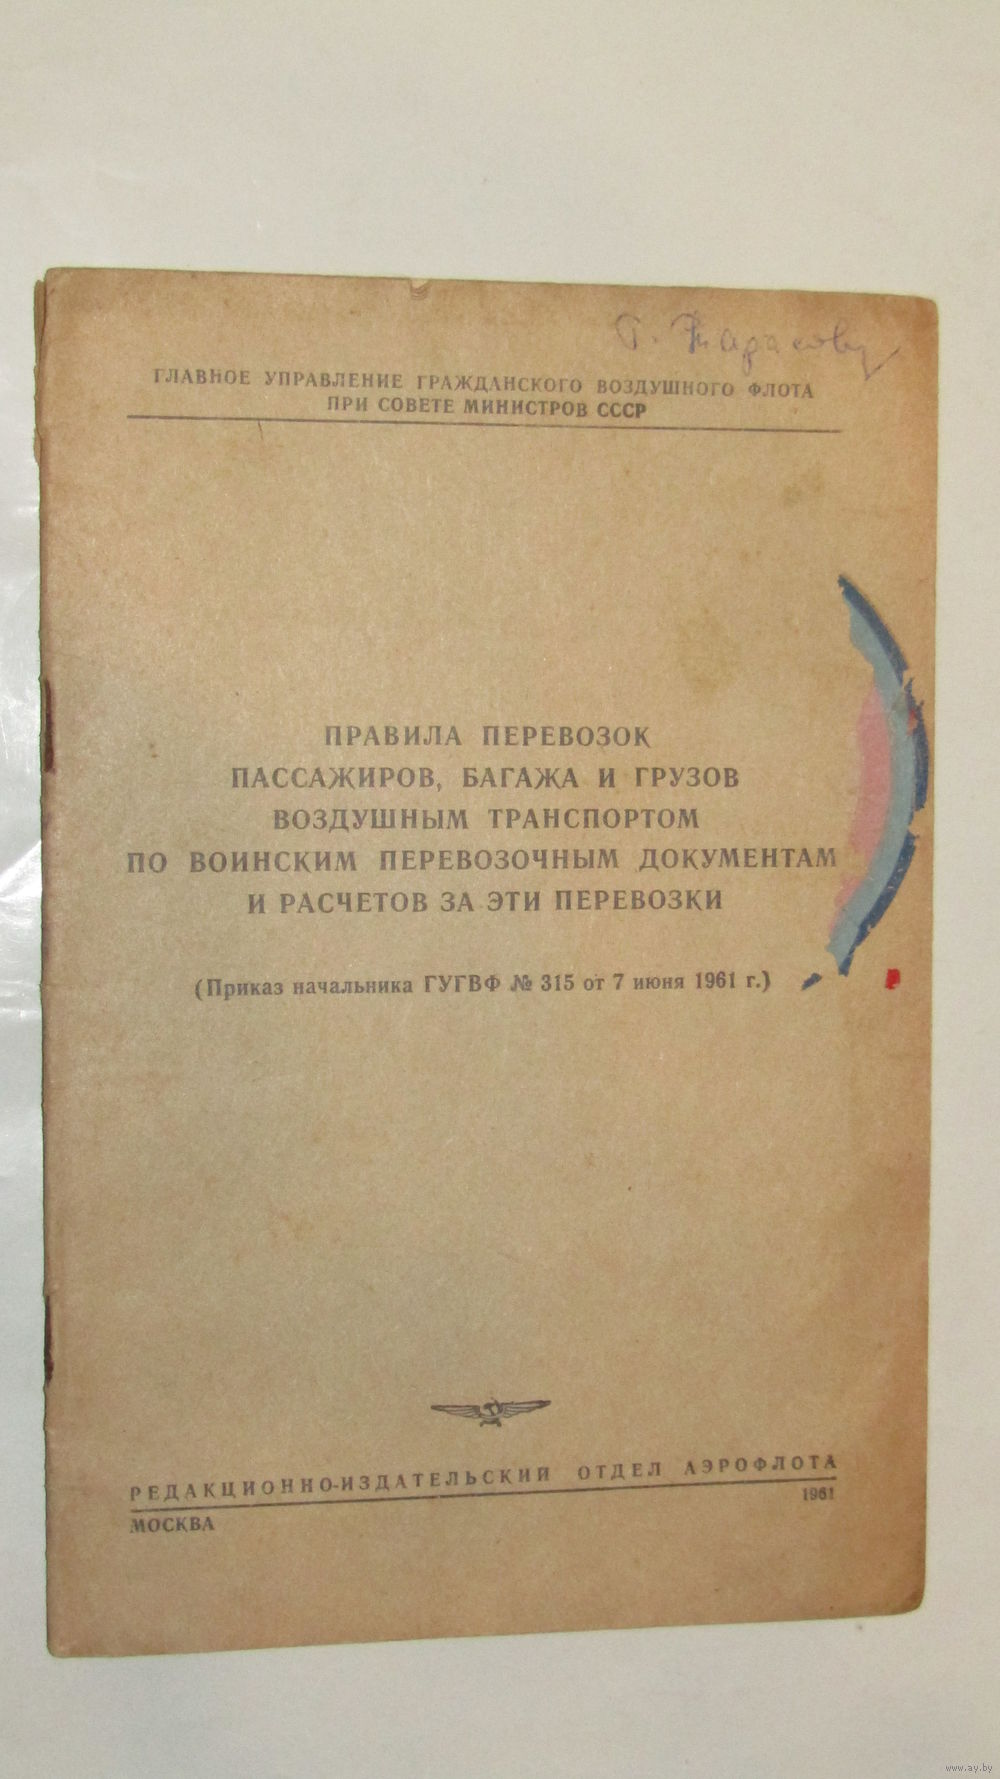 т. Тарасову
ГЛАВНОЕ УПРАВЛЕНИЕ ГРАЖДАНСКОГО ВОЗДУШНОГО ФЛОТА
ПРИ СОВЕТЕ МИНИСТРОВ СССР
ПРАВИЛА ПЕРЕВОЗОК
ПАССАЖИРОВ, БАГАЖА И ГРУЗОВ
ВОЗДУШНЫМ ТРАНСПОРТОМ
ПО ВОИНСКИМ ПЕРЕВОЗОЧНЫМ ДОКУМЕНТАМ
И РАСЧЕТОВ ЗА ЭТИ ПЕРЕВОЗКИ
(Приказ начальника ГУГВФ № 315 от 7 июня 1961 г.)
РЕДАКЦИОННО-ИЗДАТЕЛЬСКИЙ ОТДЕЛ АЭРОФЛОТА
МОСКВА 1961
www.ay.by